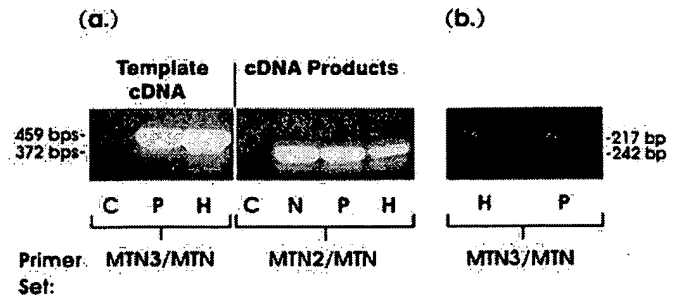 (a.) (b.)
Template cDNA Products
cDNA
459 bps- -217 bp
372 bps- -242 bp
C P H C N P H H P
Primer MTN3/MTN MTN2/MTN MTN3/MTN
Set: